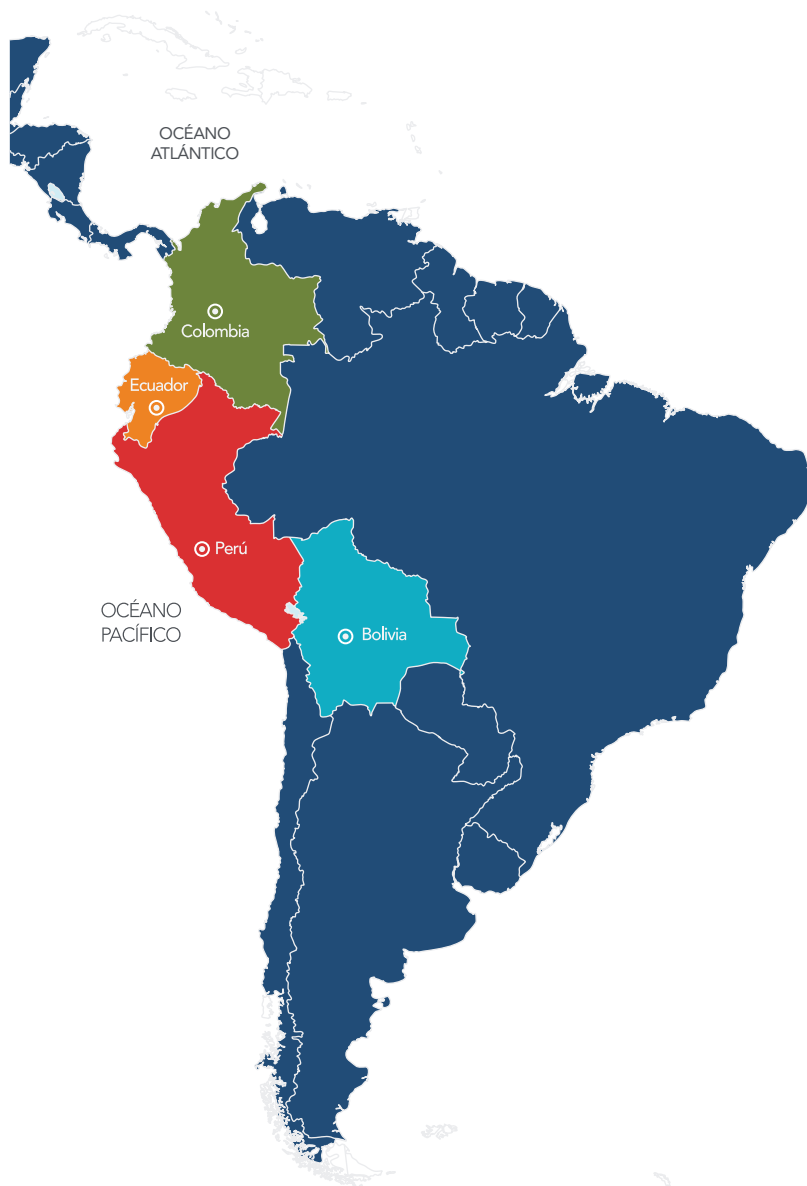 OCÉANO
ATLÁNTICO
Colombia
Ecuador
Perú
OCÉANO
PACÍFICO
Bolivia